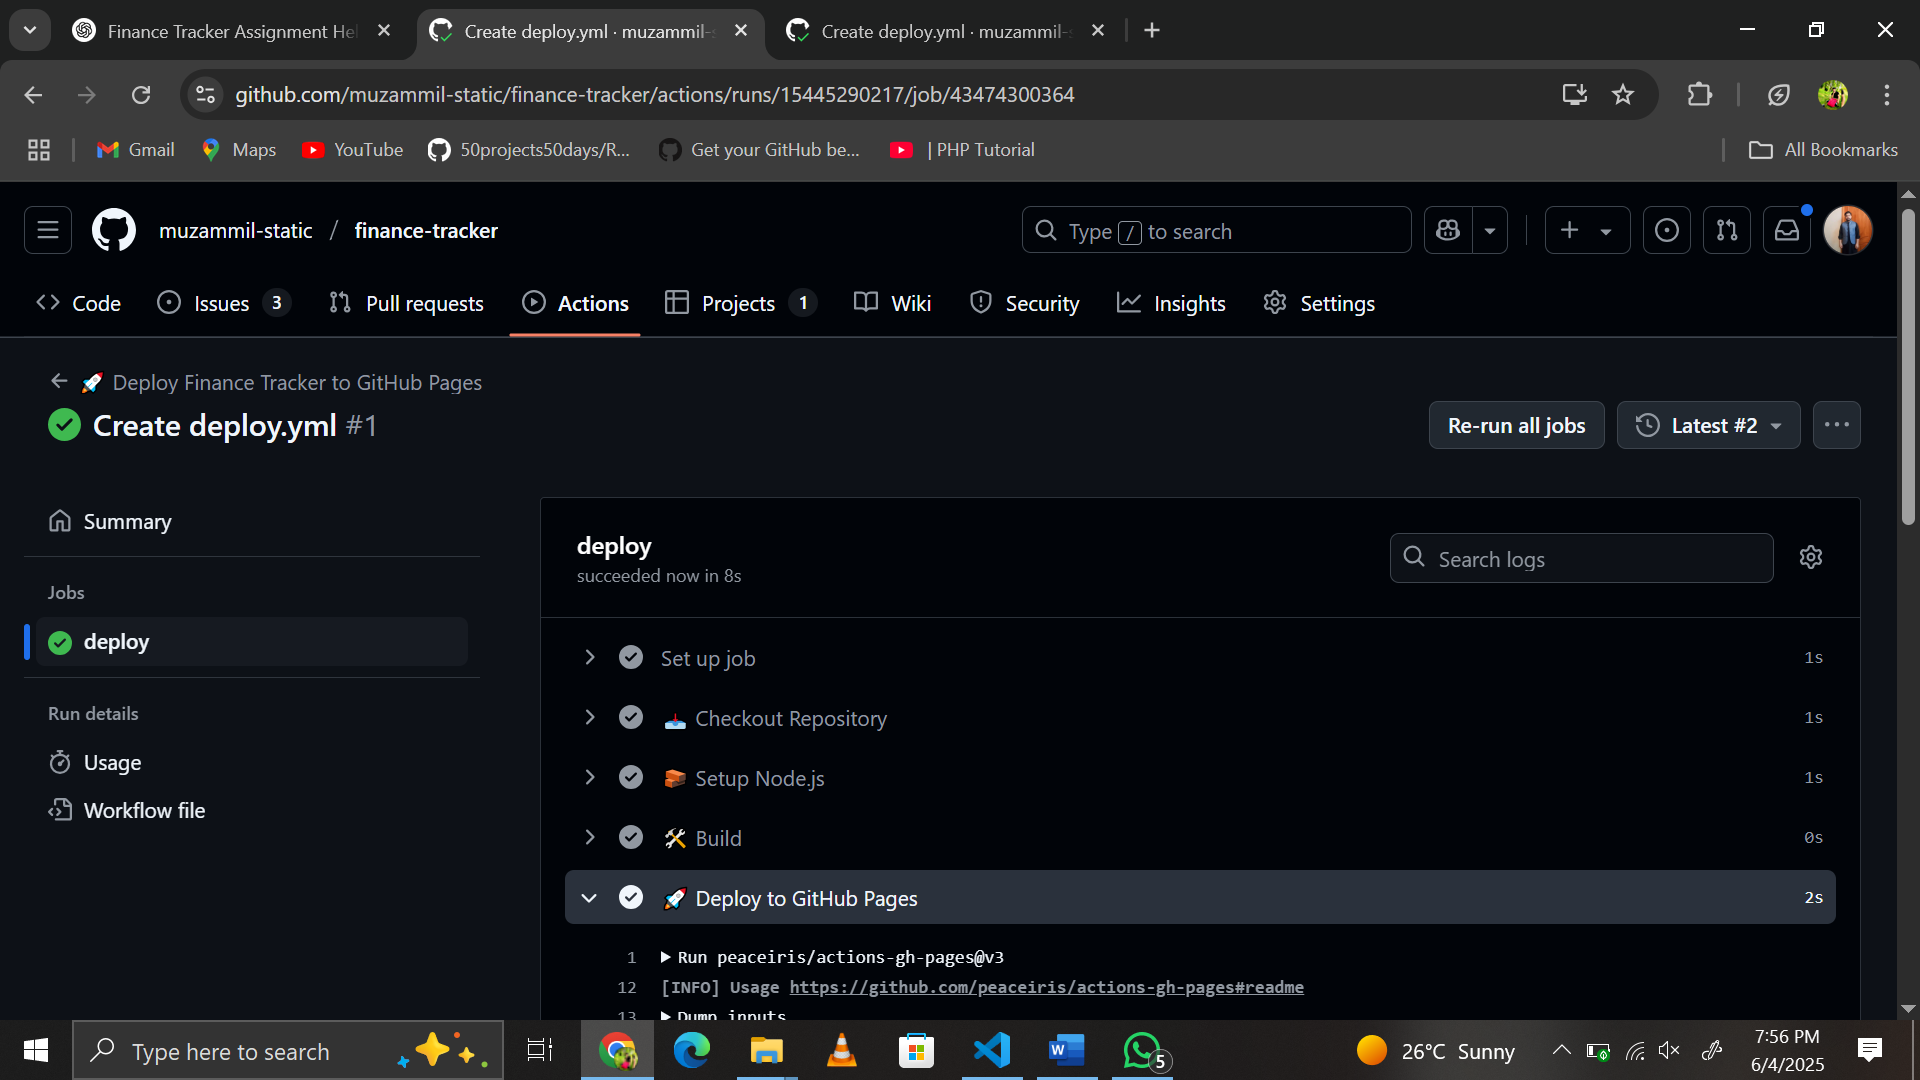 Finance Tracker Assignment Hel
Create deploy.yml · muzammil-s
Create deploy.yml · muzammil-s
github.com/muzammil-static/finance-tracker/actions/runs/15445290217/job/43474300364
Gmail
Maps
YouTube
50projects50days/R...
Get your GitHub be...
| PHP Tutorial
All Bookmarks
muzammil-static / finance-tracker
Type / to search
Code
Issues 3
Pull requests
Actions
Projects 1
Wiki
Security
Insights
Settings
🚀 Deploy Finance Tracker to GitHub Pages
Create deploy.yml #1
Re-run all jobs
Latest #2
Summary
Jobs
deploy
Run details
Usage
Workflow file
deploy
succeeded now in 8s
Search logs
Set up job 1s
📥 Checkout Repository 1s
🧱 Setup Node.js 1s
🛠️ Build 0s
🚀 Deploy to GitHub Pages 2s
1 ▶ Run peaceiris/actions-gh-pages@v3
12 [INFO] Usage https://github.com/peaceiris/actions-gh-pages#readme
13 ▶ Dump inputs
Type here to search
5
26°C Sunny
7:56 PM
6/4/2025